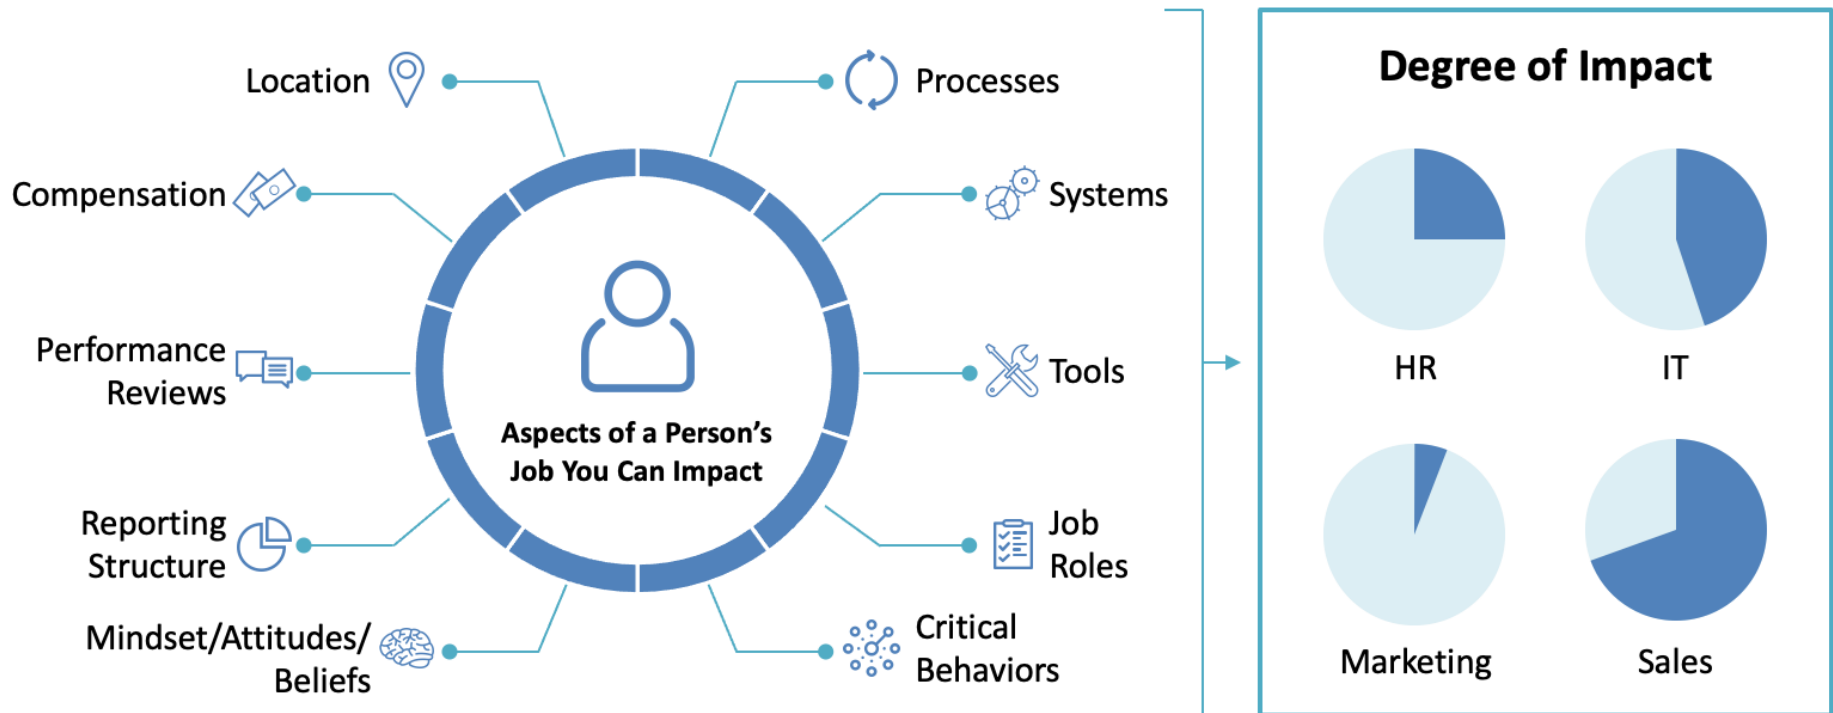 Location
Compensation
Performance
Reviews
Reporting
Structure
Mindset/Attitudes/
Beliefs
Aspects of a Person’s
Job You Can Impact
Processes
Systems
Tools
Job
Roles
Critical
Behaviors
Degree of Impact
HR
IT
Marketing
Sales